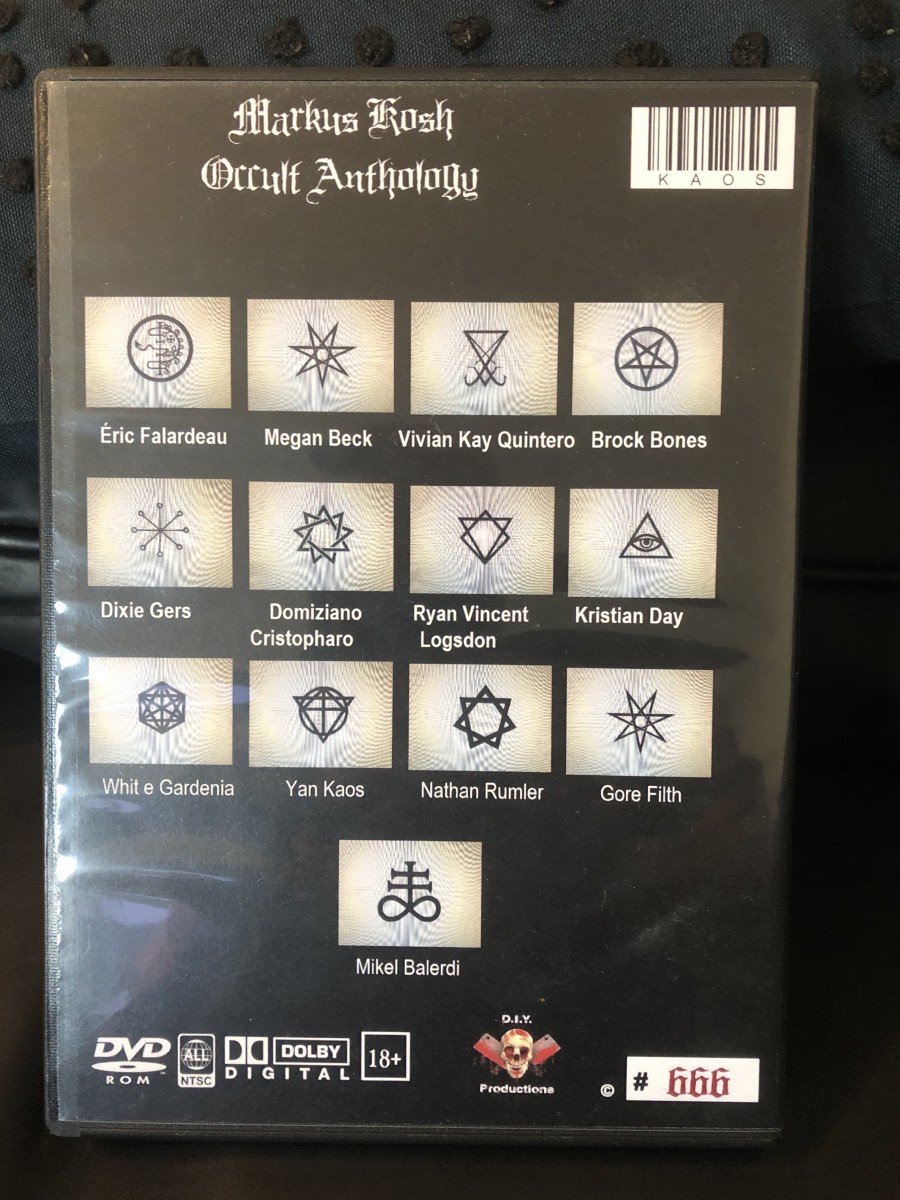 Markus Kosh
Occult Anthology
KAOS
Éric Falardeau
Megan Beck
Vivian Kay Quintero
Brock Bones
Dixie Gers
Domiziano
Cristopharo
Ryan Vincent
Logsdon
Kristian Day
Whit e Gardenia
Yan Kaos
Nathan Rumler
Gore Filth
Mikel Balerdi
DVD
ROM
ALL
NTSC
DOLBY
DIGITAL
18+
D.I.Y.
Productions
© # 666